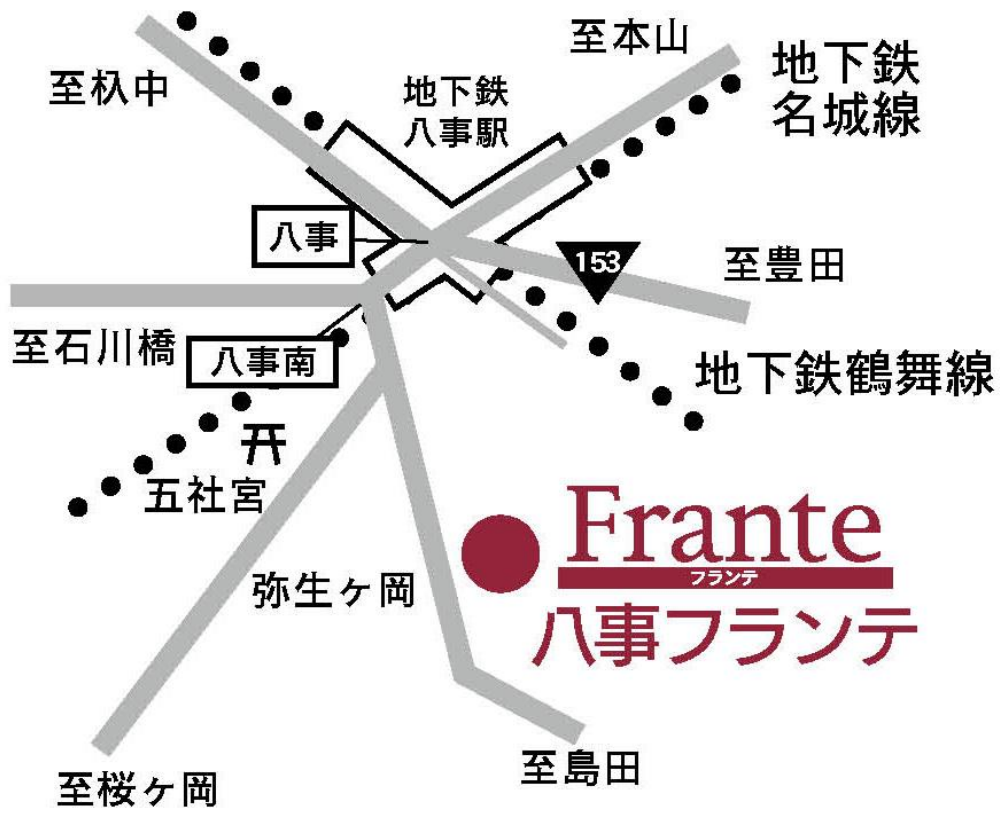 至本山
地下鉄
名城線
至杁中
地下鉄
八事駅
八事
153
至豊田
至石川橋
八事南
地下鉄鶴舞線
五社宮
Frante
フランテ
弥生ヶ岡
八事フランテ
至島田
至桜ヶ岡